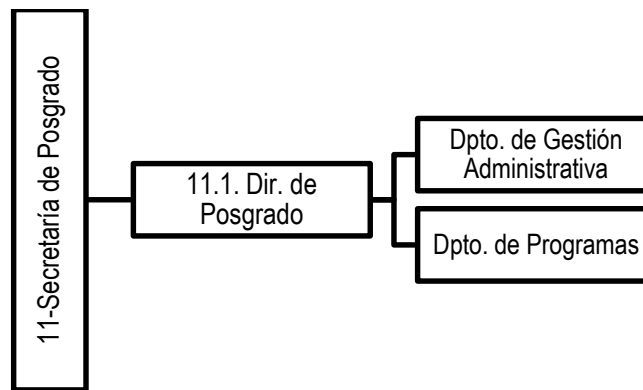 11-Secretaría de Posgrado
11.1. Dir. de
Posgrado
Dpto. de Gestión
Administrativa
Dpto. de Programas